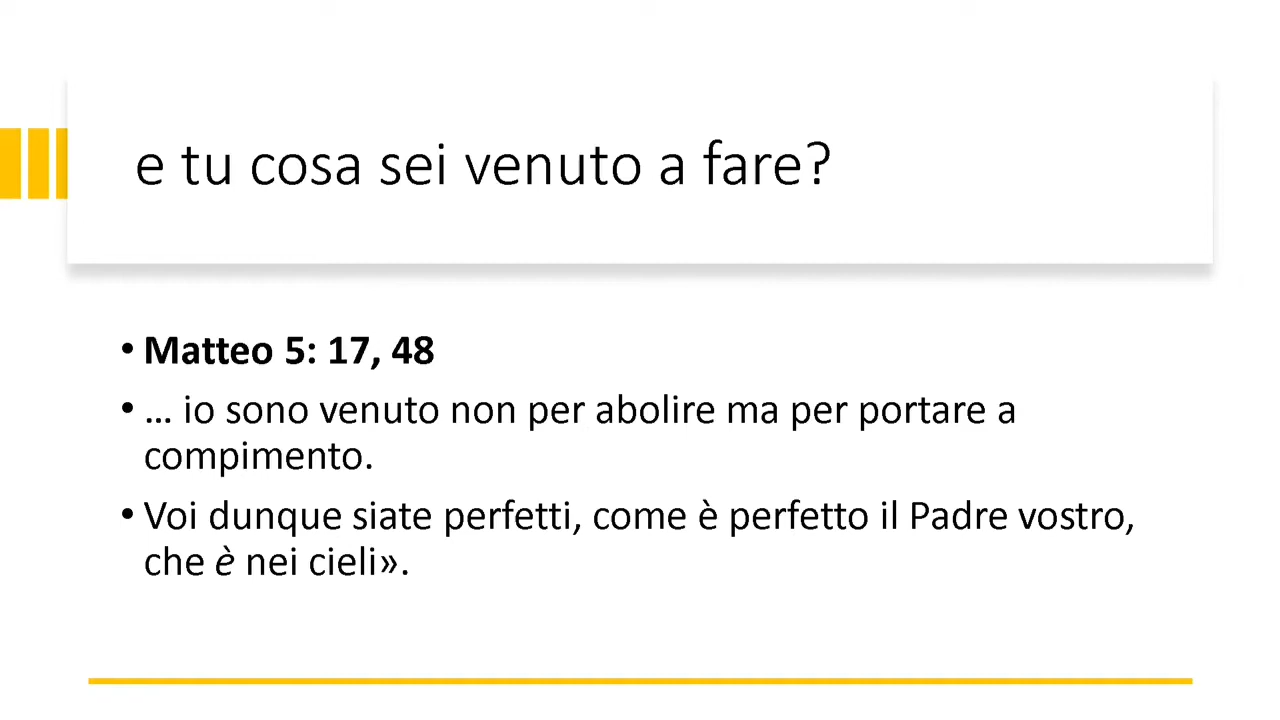 e tu cosa sei venuto a fare?
• Matteo 5: 17, 48
• … io sono venuto non per abolire ma per portare a
compimento.
• Voi dunque siate perfetti, come è perfetto il Padre vostro,
che è nei cieli».